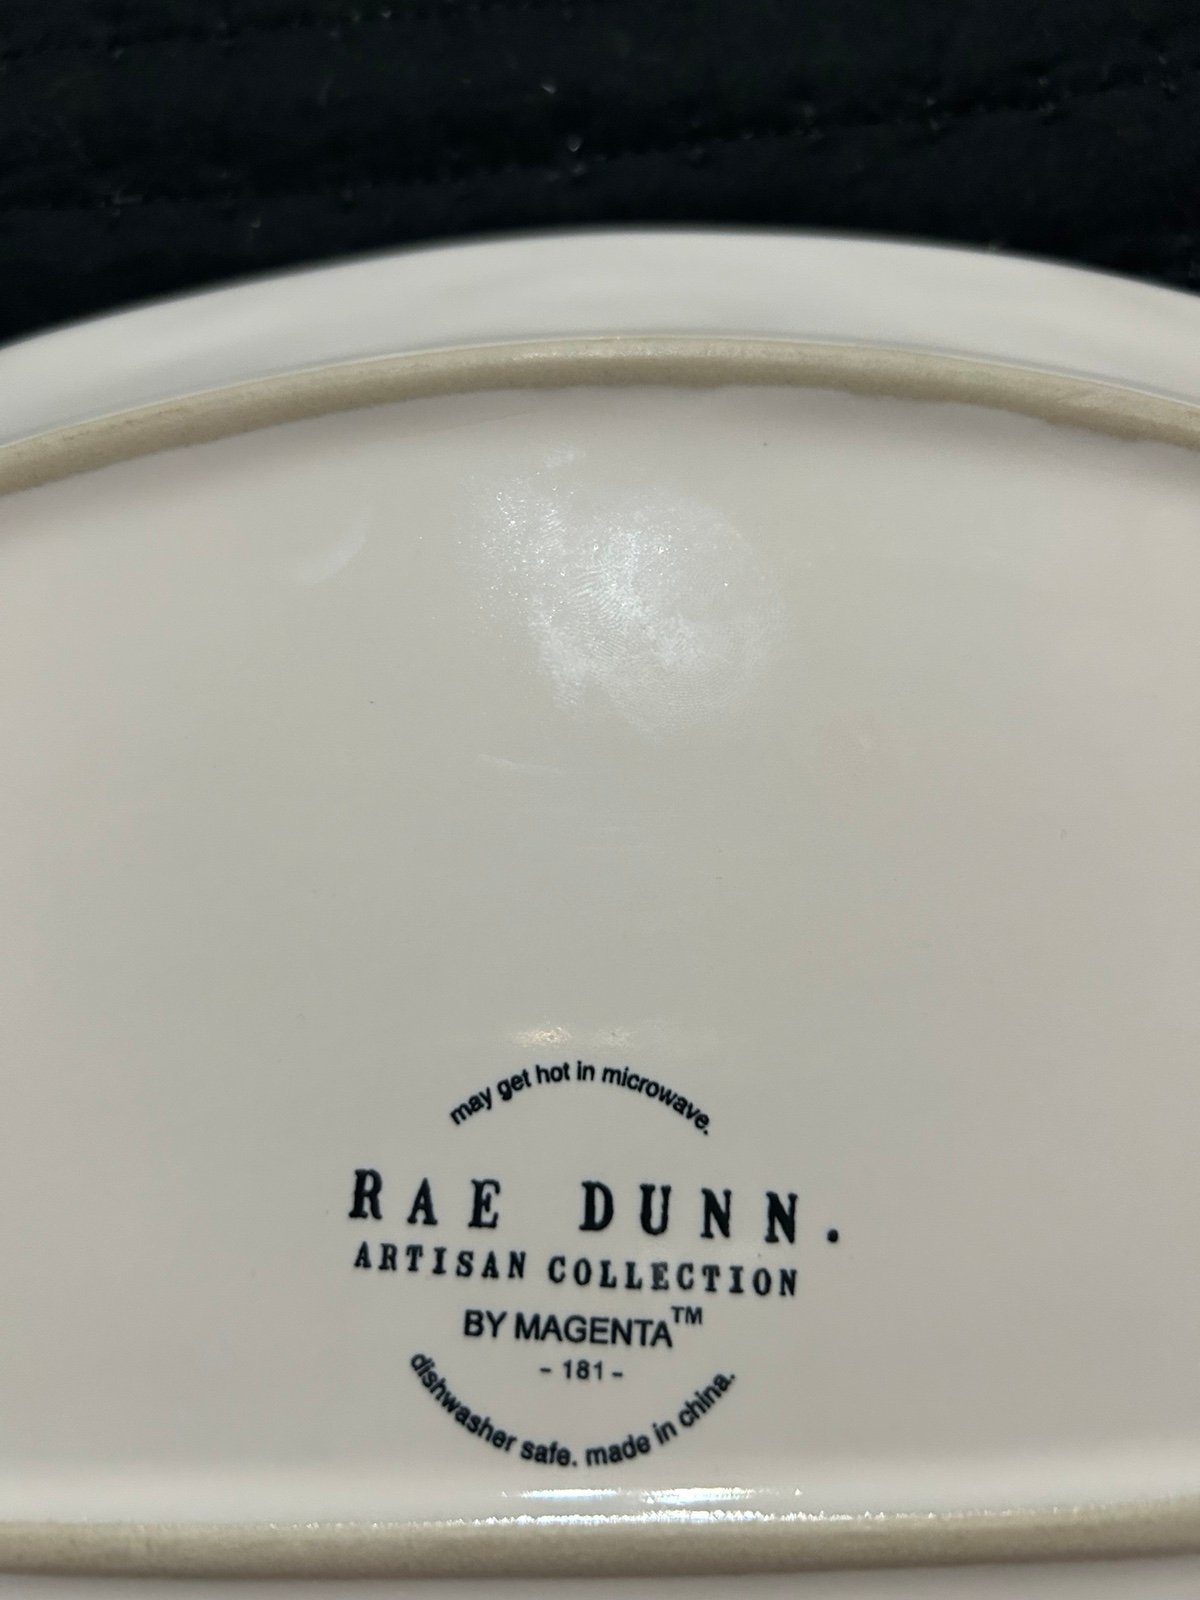 may get hot in microwave.
RAE DUNN.
ARTISAN COLLECTION
BY MAGENTA™
- 181 -
dishwasher safe. made in china.